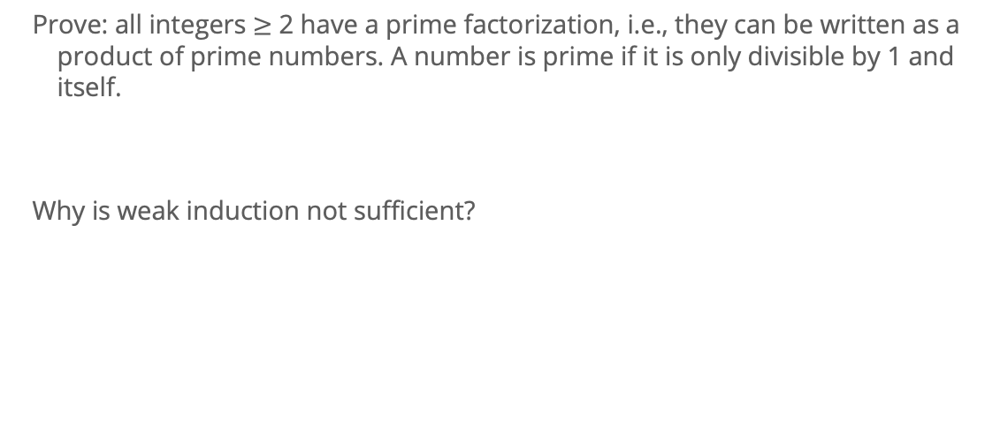 Prove: all integers ≥ 2 have a prime factorization, i.e., they can be written as a
product of prime numbers. A number is prime if it is only divisible by 1 and
itself.
Why is weak induction not sufficient?